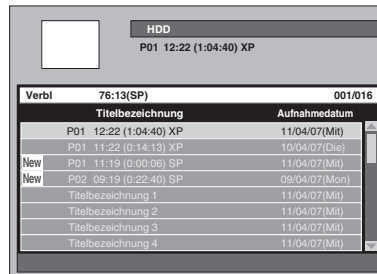 HDD
P01 12:22 (1:04:40) XP
Verbl 76:13(SP) 001/016
Titelbezeichnung Aufnahmedatum
P01 12:22 (1:04:40) XP 11/04/07(Mit)
P01 11:22 (0:14:13) XP 10/04/07(Die)
New P01 11:19 (0:00:06) SP 11/04/07(Mit)
New P02 09:19 (0:22:40) SP 09/04/07(Mon)
Titelbezeichnung 1 11/04/07(Mit)
Titelbezeichnung 2 11/04/07(Mit)
Titelbezeichnung 3 11/04/07(Mit)
Titelbezeichnung 4 11/04/07(Mit)